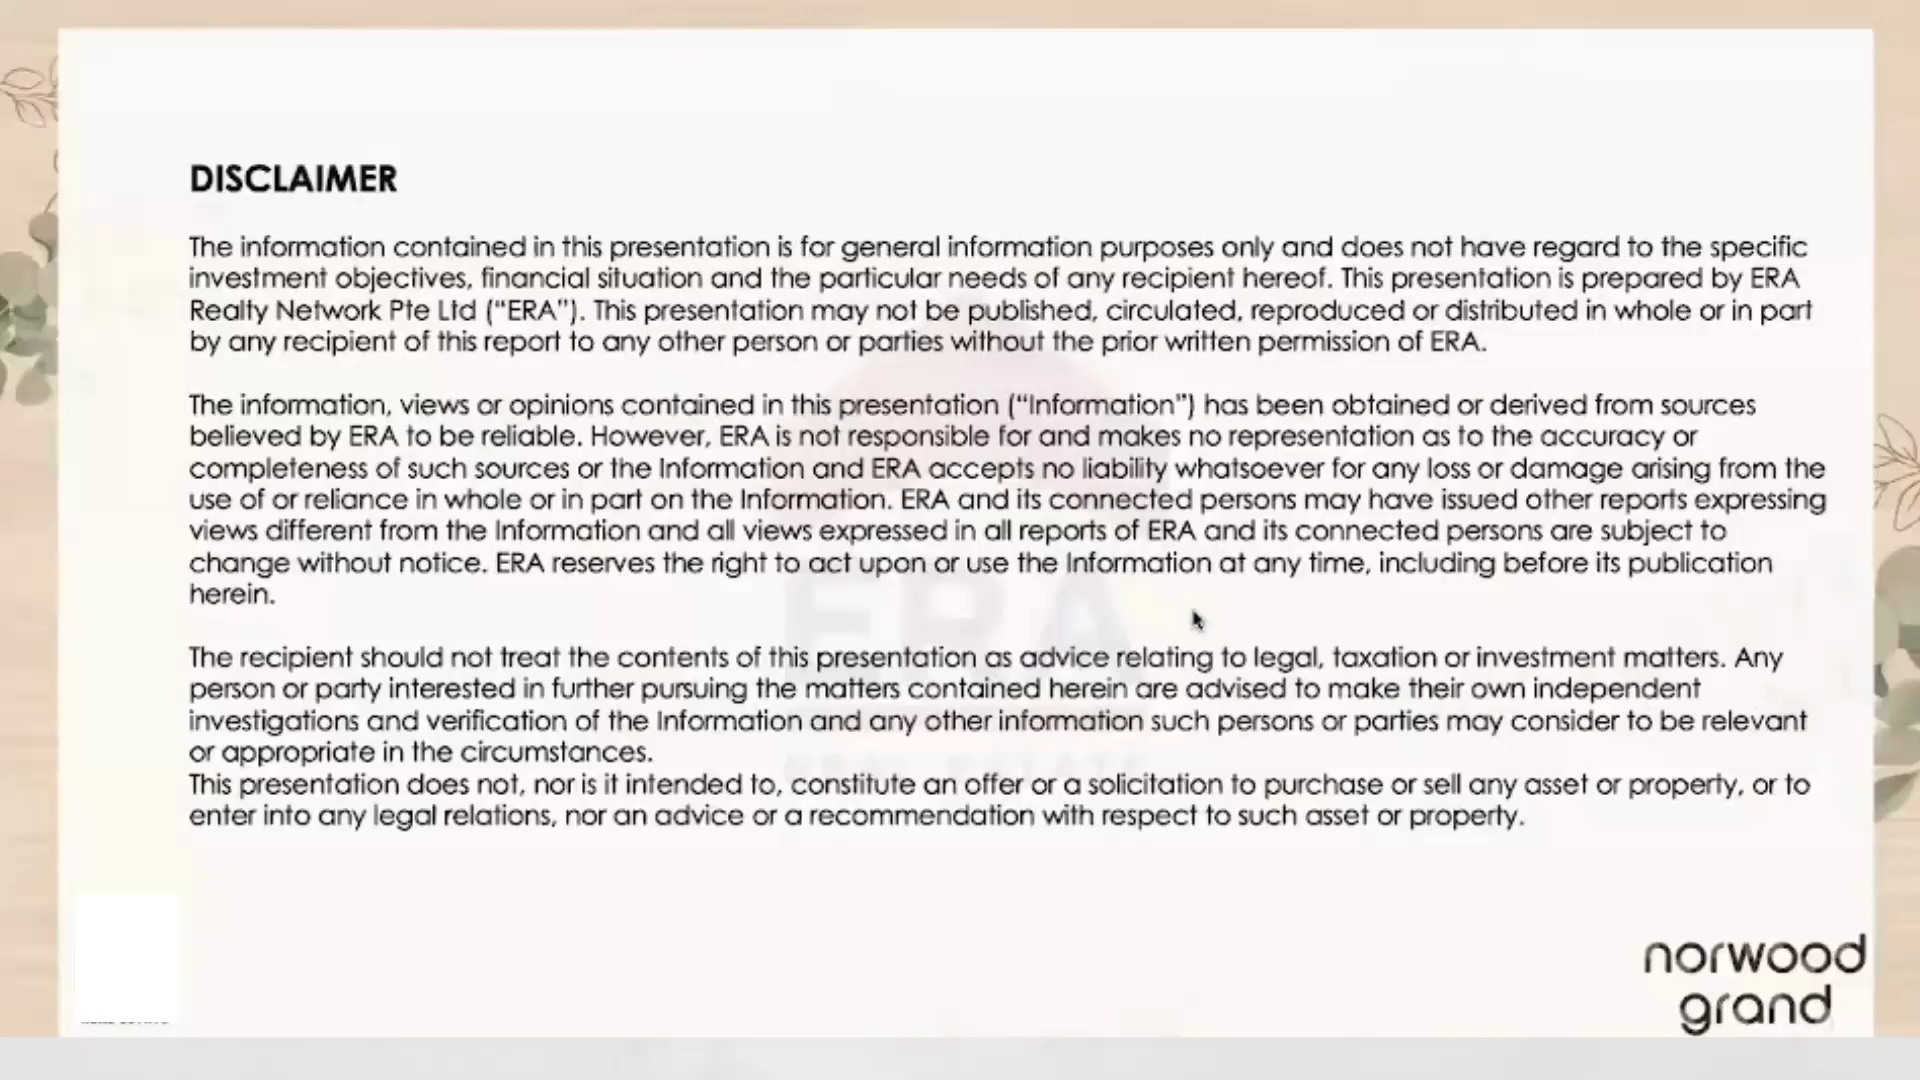 DISCLAIMER
The information contained in this presentation is for general information purposes only and does not have regard to the specific
investment objectives, financial situation and the particular needs of any recipient hereof. This presentation is prepared by ERA
Realty Network Pte Ltd (“ERA”). This presentation may not be published, circulated, reproduced or distributed in whole or in part
by any recipient of this report to any other person or parties without the prior written permission of ERA.
The information, views or opinions contained in this presentation (“Information”) has been obtained or derived from sources
believed by ERA to be reliable. However, ERA is not responsible for and makes no representation as to the accuracy or
completeness of such sources or the Information and ERA accepts no liability whatsoever for any loss or damage arising from the
use of or reliance in whole or in part on the Information. ERA and its connected persons may have issued other reports expressing
views different from the Information and all views expressed in all reports of ERA and its connected persons are subject to
change without notice. ERA reserves the right to act upon or use the Information at any time, including before its publication
herein.
The recipient should not treat the contents of this presentation as advice relating to legal, taxation or investment matters. Any
person or party interested in further pursuing the matters contained herein are advised to make their own independent
investigations and verification of the Information and any other information such persons or parties may consider to be relevant
or appropriate in the circumstances.
This presentation does not, nor is it intended to, constitute an offer or a solicitation to purchase or sell any asset or property, or to
enter into any legal relations, nor an advice or a recommendation with respect to such asset or property.
ERA
REAL ESTATE
norwood
grand